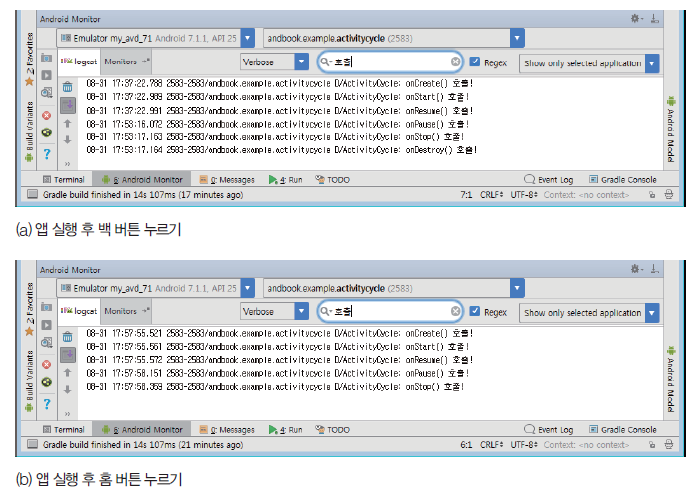 Android Monitor
Emulator my_avd_71 Android 7.1.1, API 25
andbook.example.activitycycle (2583)
logcat
Monitors
Verbose
호출
Regex
Show only selected application
08-31 17:37:22.788 2583-2583/andbook.example.activitycycle D/ActivityCycle: onCreate() 호출!
08-31 17:37:22.989 2583-2583/andbook.example.activitycycle D/ActivityCycle: onStart() 호출!
08-31 17:37:22.991 2583-2583/andbook.example.activitycycle D/ActivityCycle: onResume() 호출!
08-31 17:53:16.072 2583-2583/andbook.example.activitycycle D/ActivityCycle: onPause() 호출!
08-31 17:53:17.163 2583-2583/andbook.example.activitycycle D/ActivityCycle: onStop() 호출!
08-31 17:53:17.164 2583-2583/andbook.example.activitycycle D/ActivityCycle: onDestroy() 호출!
2: Favorites
Build Variants
Android Model
Terminal
6: Android Monitor
0: Messages
4: Run
TODO
Event Log
Gradle Console
Gradle build finished in 14s 107ms (17 minutes ago)
7:1 CRLF UTF-8 Context: <no context>
(a) 앱 실행 후 백 버튼 누르기
Android Monitor
Emulator my_avd_71 Android 7.1.1, API 25
andbook.example.activitycycle (2583)
logcat
Monitors
Verbose
호출
Regex
Show only selected application
08-31 17:57:55.521 2583-2583/andbook.example.activitycycle D/ActivityCycle: onCreate() 호출!
08-31 17:57:55.551 2583-2583/andbook.example.activitycycle D/ActivityCycle: onStart() 호출!
08-31 17:57:55.572 2583-2583/andbook.example.activitycycle D/ActivityCycle: onResume() 호출!
08-31 17:57:58.151 2583-2583/andbook.example.activitycycle D/ActivityCycle: onPause() 호출!
08-31 17:57:58.359 2583-2583/andbook.example.activitycycle D/ActivityCycle: onStop() 호출!
2: Favorites
Build Variants
Android Model
Terminal
6: Android Monitor
0: Messages
4: Run
TODO
Event Log
Gradle Console
Gradle build finished in 14s 107ms (21 minutes ago)
6:1 CRLF UTF-8 Context: <no context>
(b) 앱 실행 후 홈 버튼 누르기